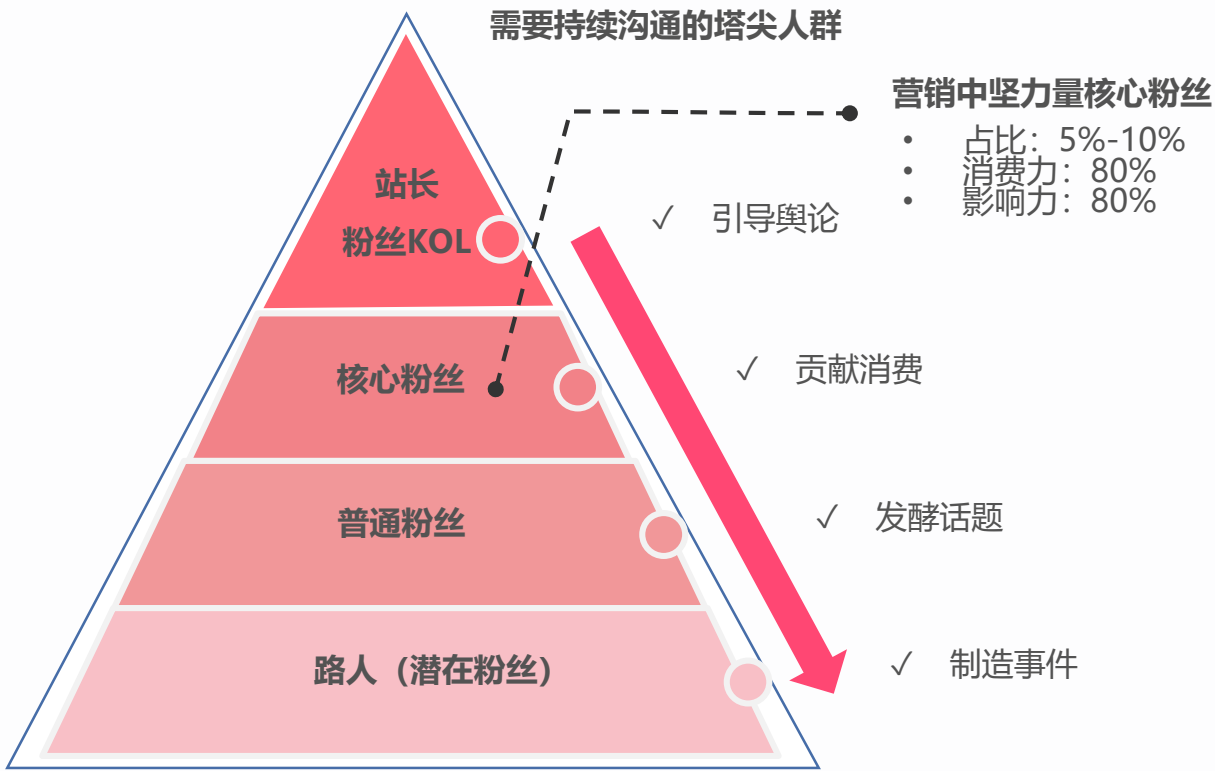 需要持续沟通的塔尖人群
营销中坚力量核心粉丝
• 占比：5%-10%
• 消费力：80%
• 影响力：80%
站长
粉丝KOL
✓ 引导舆论
核心粉丝
✓ 贡献消费
普通粉丝
✓ 发酵话题
路人（潜在粉丝）
✓ 制造事件